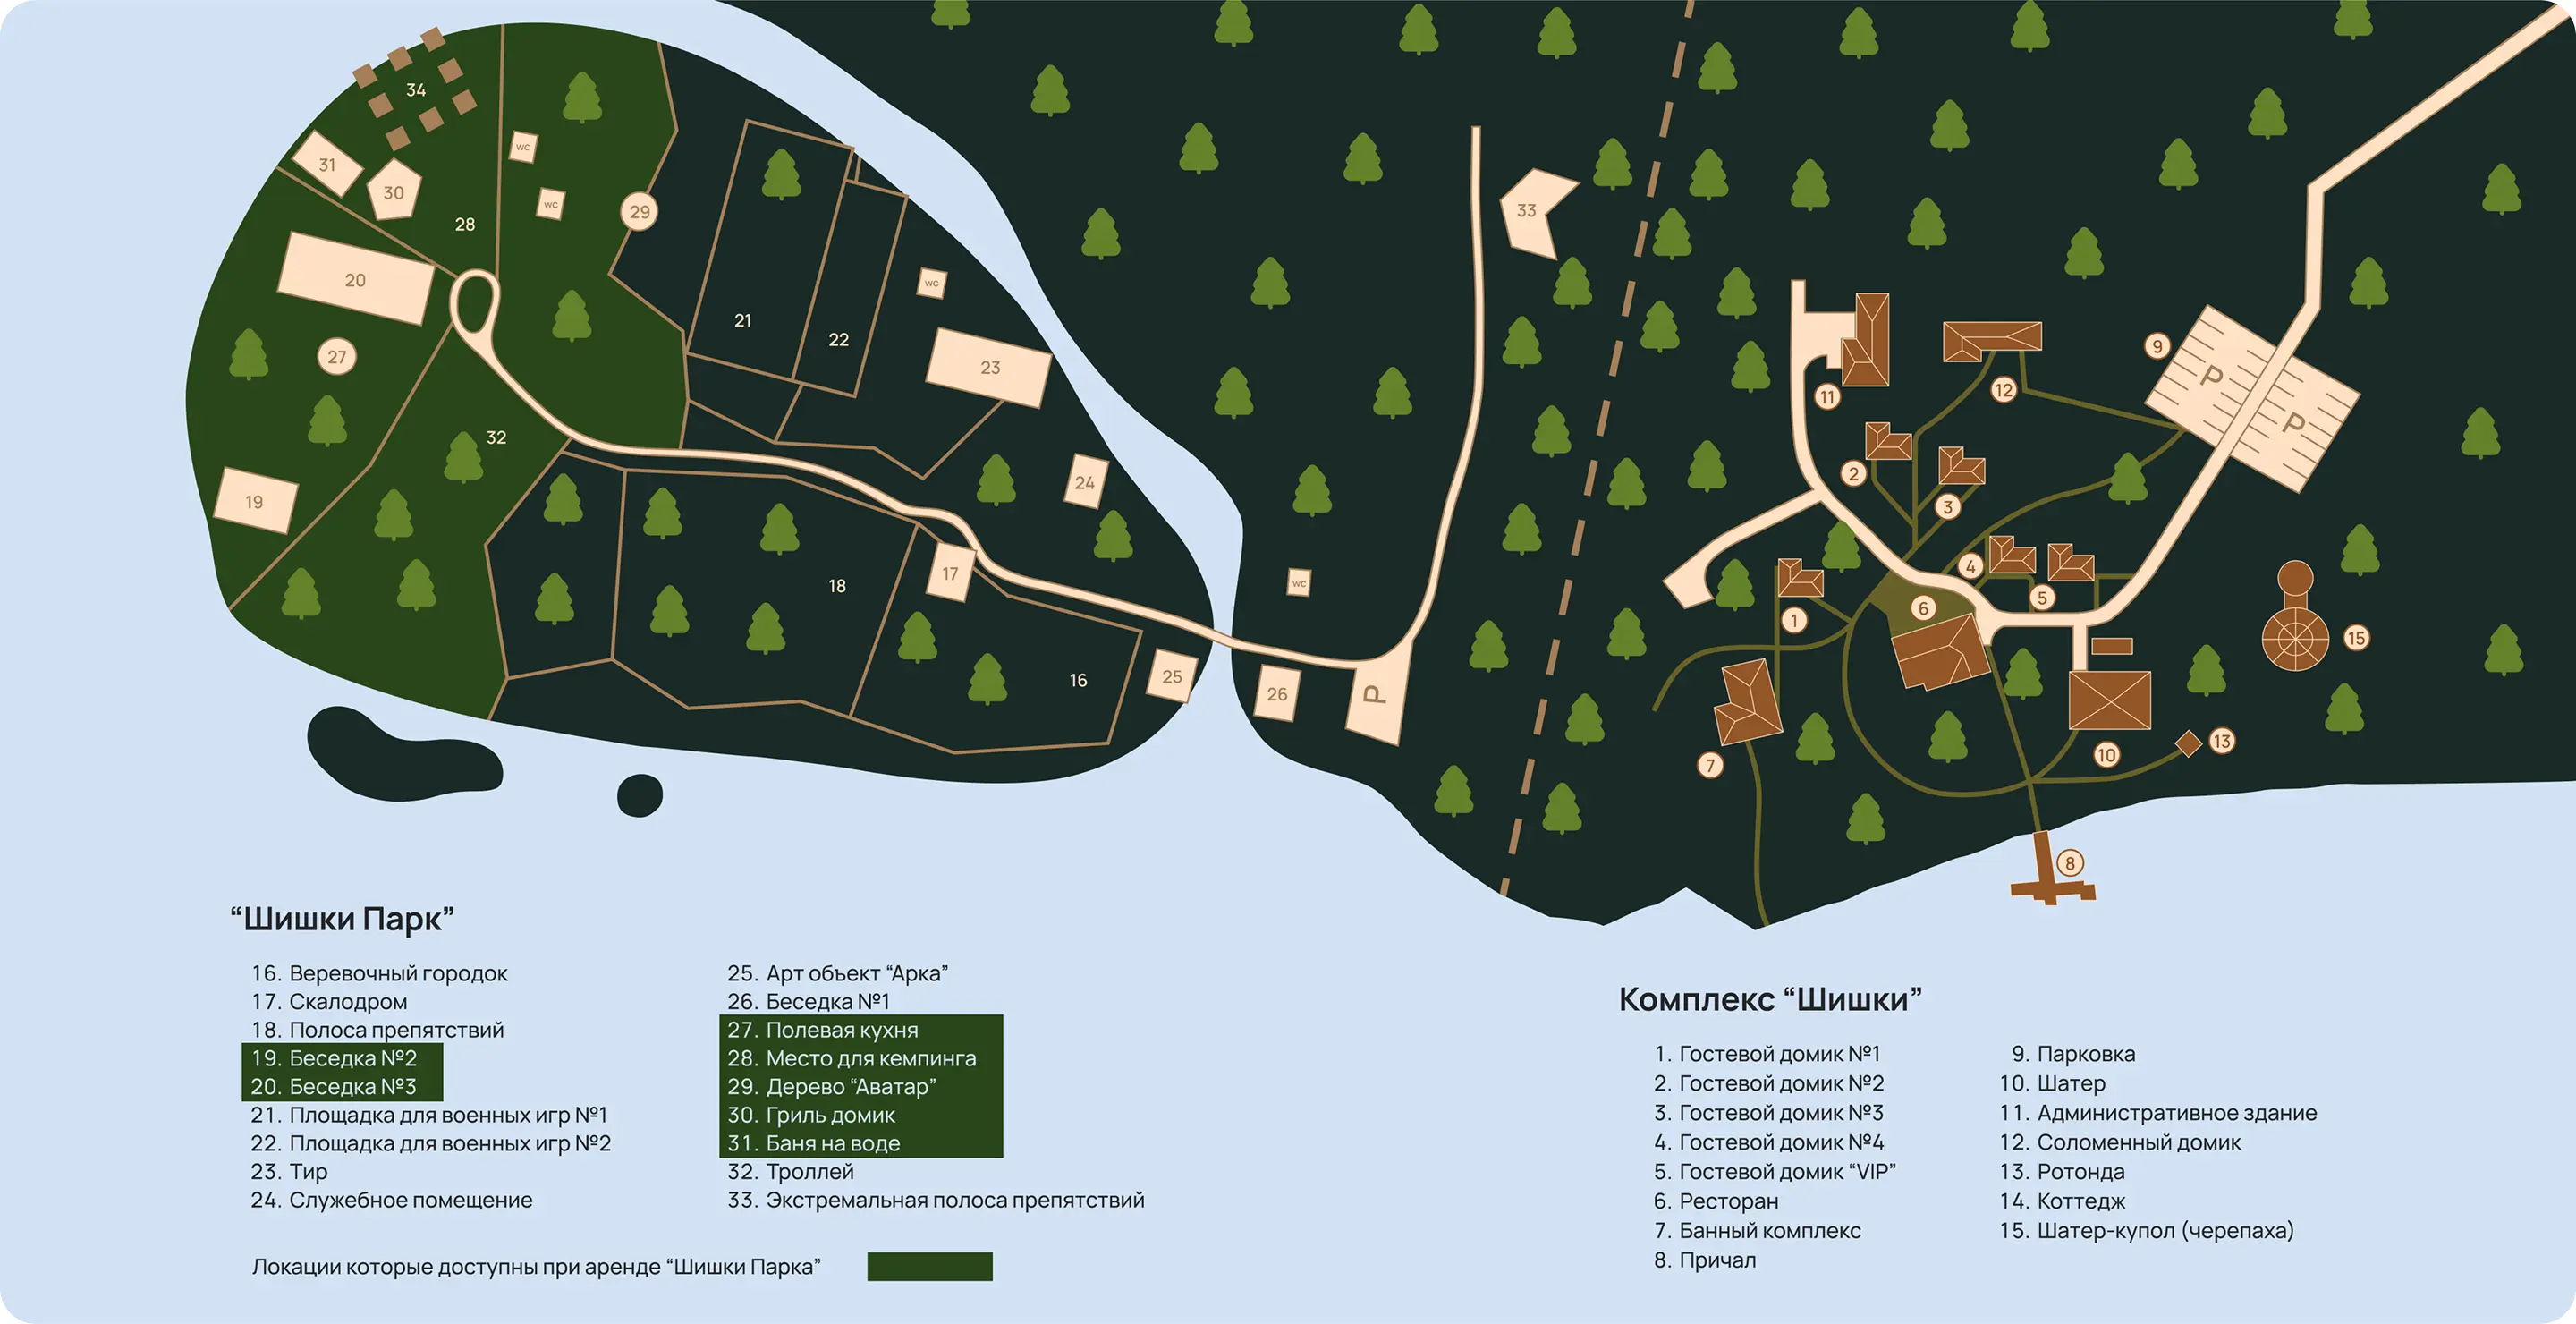 34
31
30
28
wc
wc
29
20
27
32
19
21
22
wc
23
24
18
17
16
25
26
wc
P
33
9
P
P
11
12
2
3
4
5
6
1
7
10
13
15
8
“Шишки Парк”
16. Веревочный городок
17. Скалодром
18. Полоса препятствий
19. Беседка №2
20. Беседка №3
21. Площадка для военных игр №1
22. Площадка для военных игр №2
23. Тир
24. Служебное помещение
25. Арт объект “Арка”
26. Беседка №1
27. Полевая кухня
28. Место для кемпинга
29. Дерево “Аватар”
30. Гриль домик
31. Баня на воде
32. Троллей
33. Экстремальная полоса препятствий
Локации которые доступны при аренде “Шишки Парка”
Комплекс “Шишки”
1. Гостевой домик №1
2. Гостевой домик №2
3. Гостевой домик №3
4. Гостевой домик №4
5. Гостевой домик “VIP”
6. Ресторан
7. Банный комплекс
8. Причал
9. Парковка
10. Шатер
11. Административное здание
12. Соломенный домик
13. Ротонда
14. Коттедж
15. Шатер-купол (черепаха)